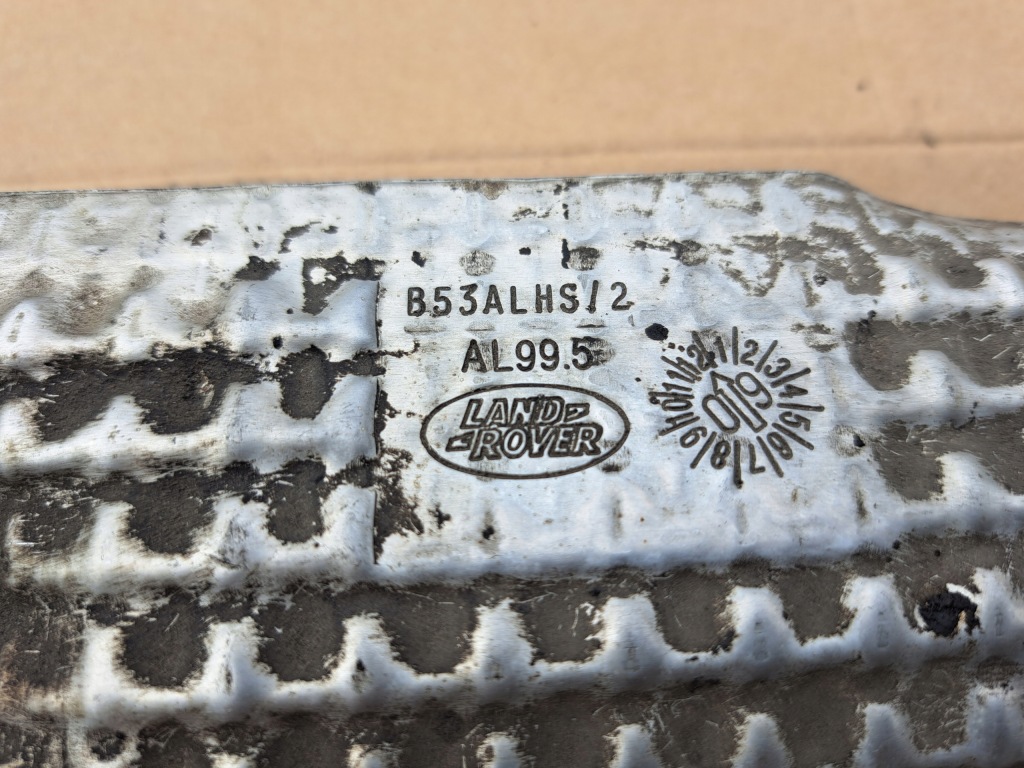 B53ALHS/2
AL99.5
LAND
ROVER
1 2 3 4 5 6 7 8 9 10 11 12
019